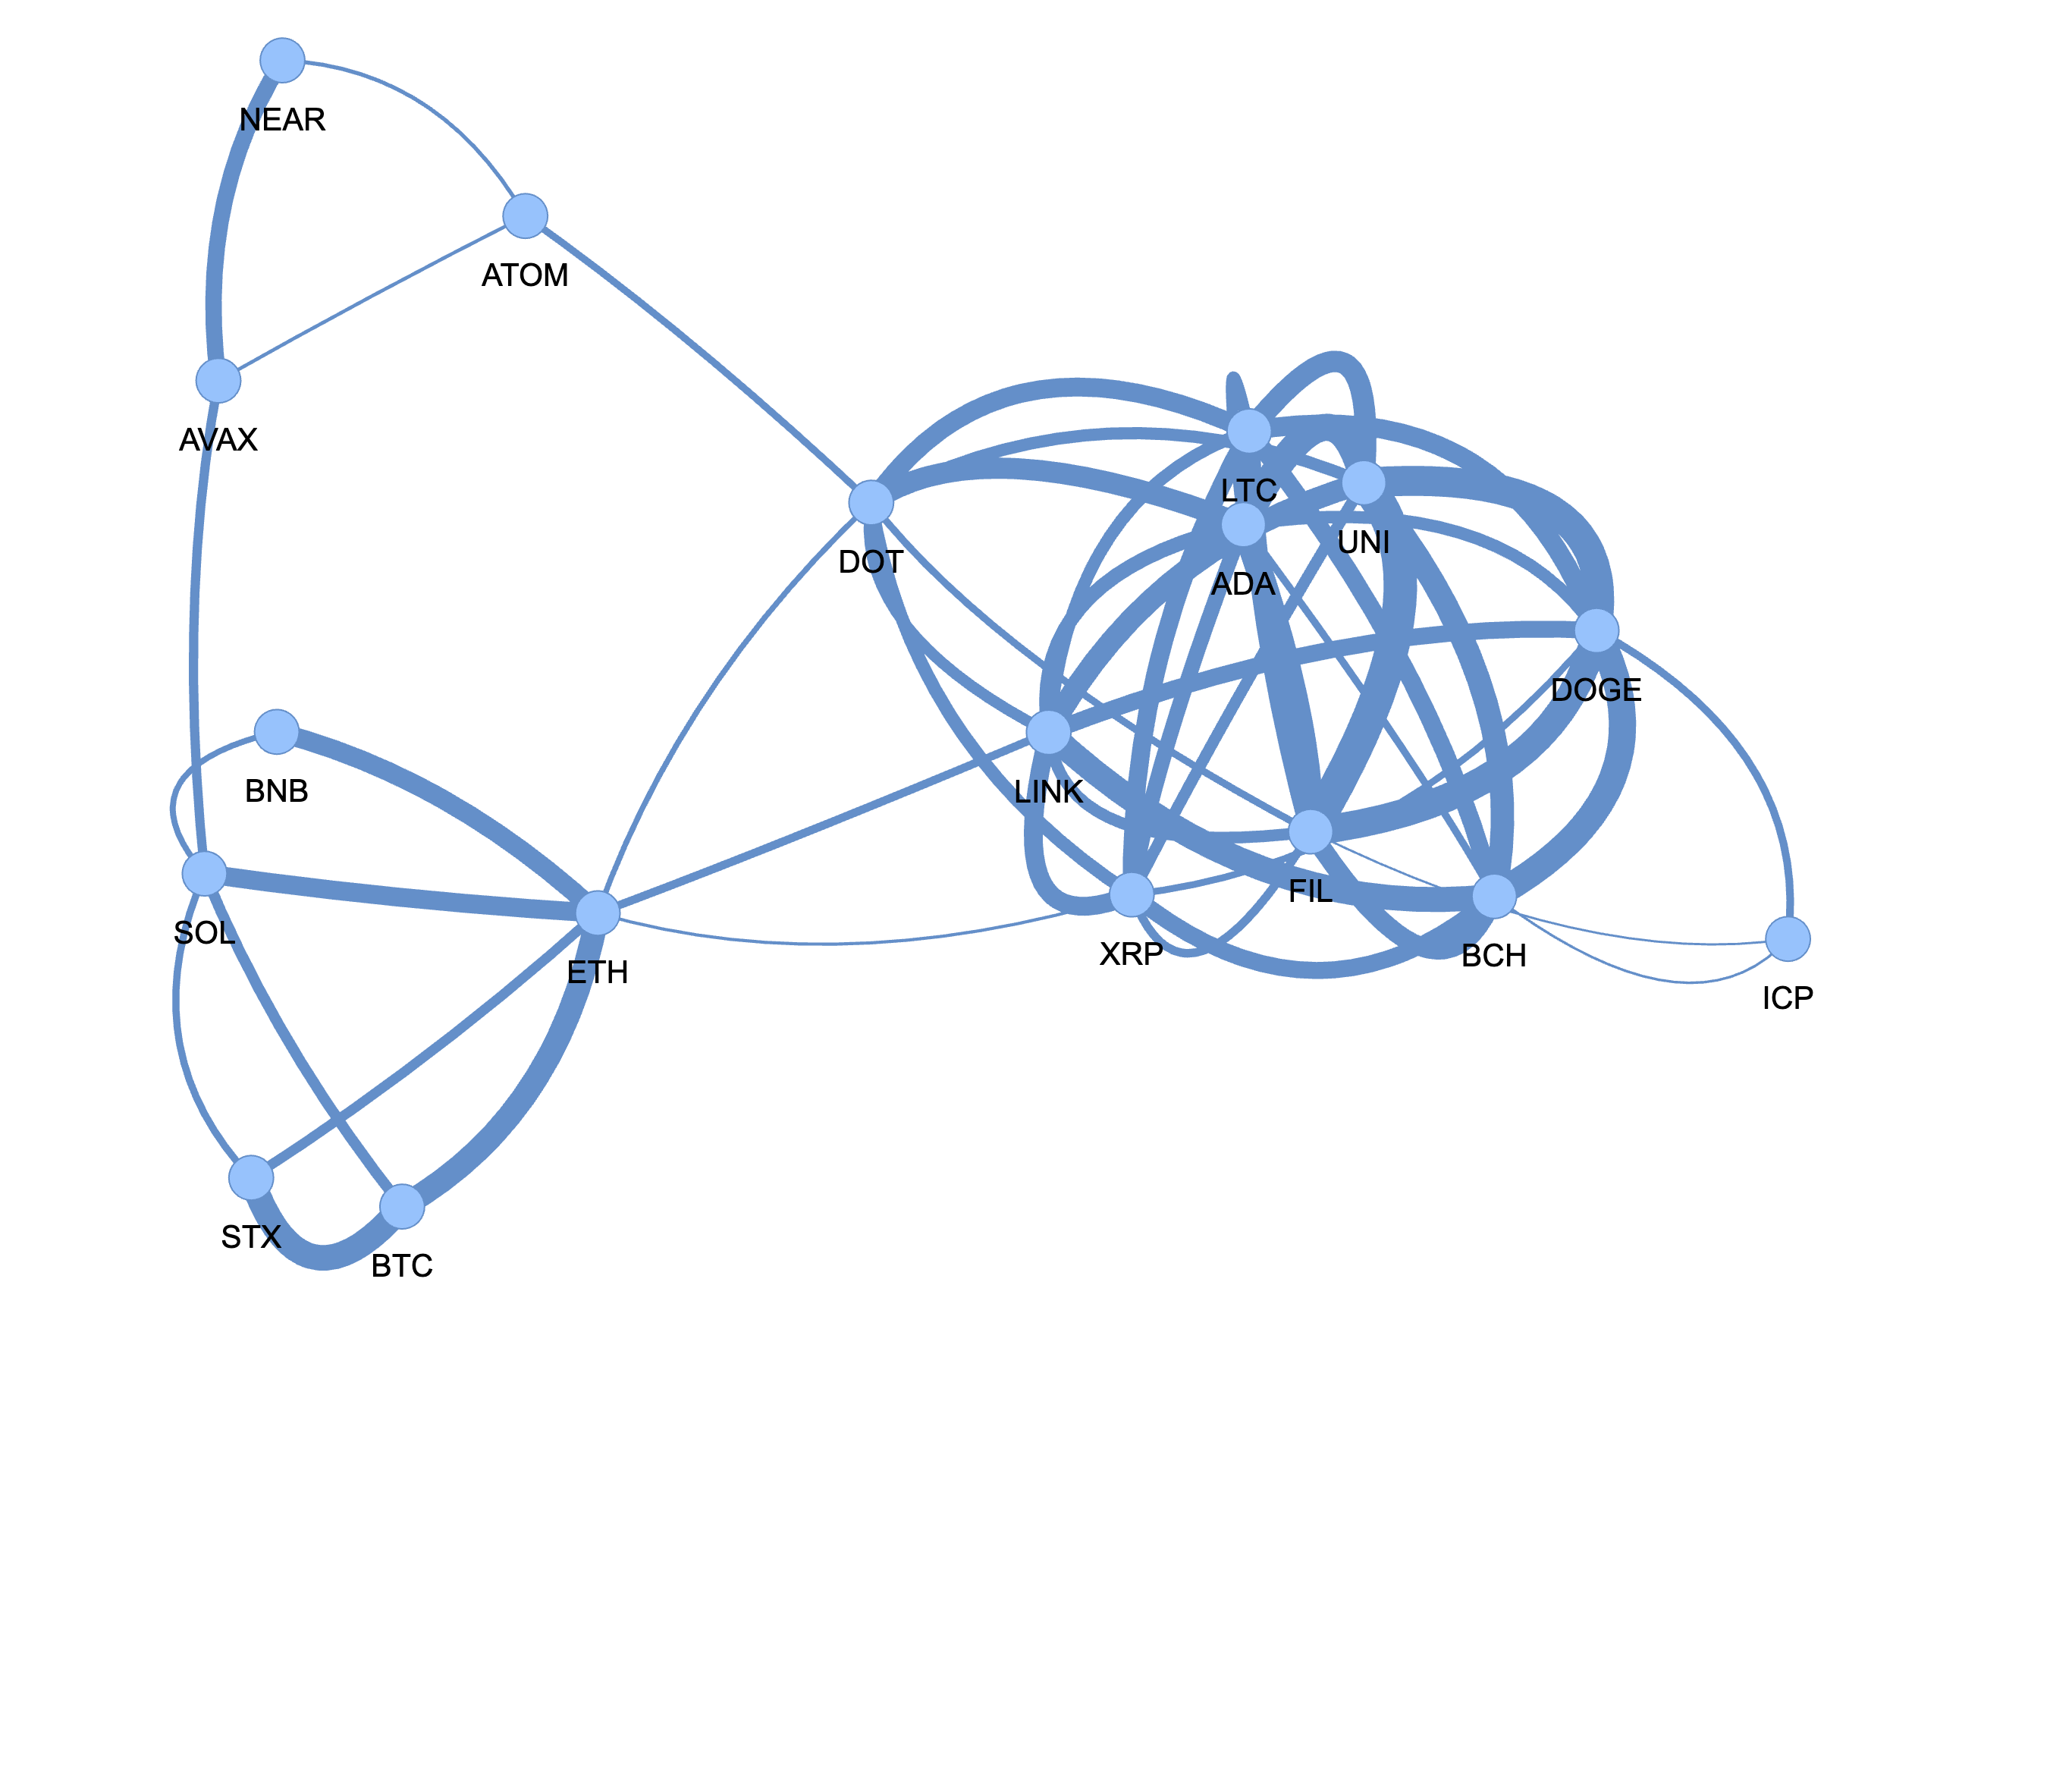 NEAR
ATOM
AVAX
LTC
UNI
DOT
ADA
DOGE
BNB
LINK
FIL
SOL
XRP
BCH
ETH
ICP
STX
BTC